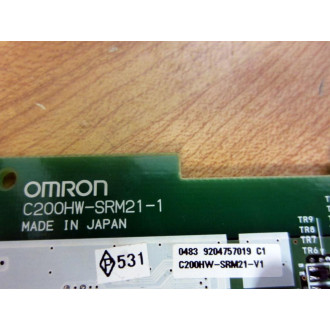 OMRON
C200HW-SRM21-1
MADE IN JAPAN
P 531
0483 9204757019 C1
C200HW-SRM21-V1
TR9
TR8
TR7
TR6